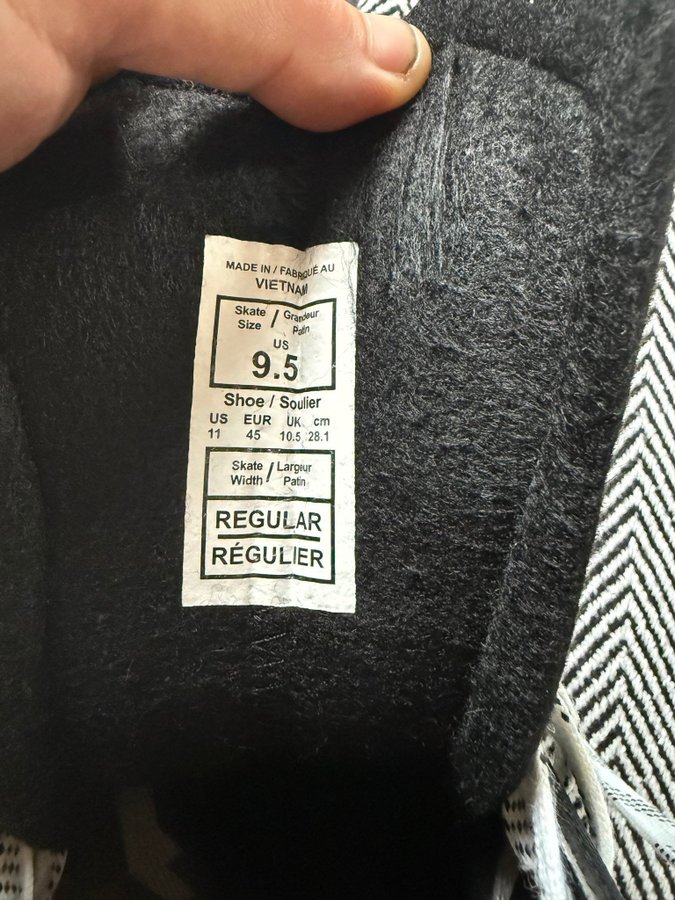 MADE IN / FABRIQUÉ AU
VIETNAM
Skate Size / Grandeur Patin
US
9.5
Shoe / Soulier
US EUR UK cm
11 45 10.5 28.1
Skate Width / Largeur Patin
REGULAR
RÉGULIER